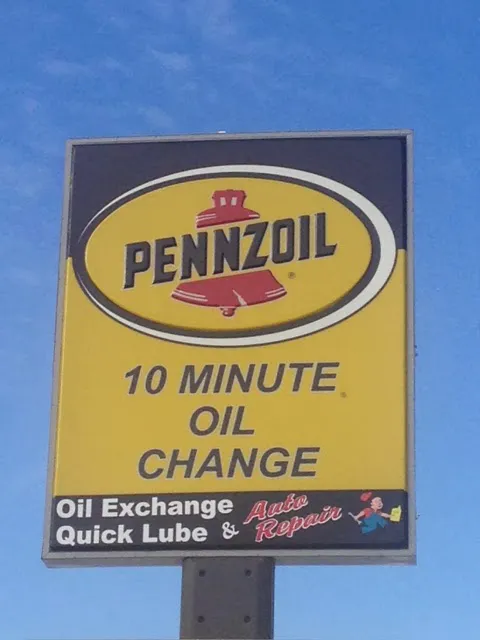 PENNZOIL
10 MINUTE
OIL
CHANGE
Oil Exchange
Quick Lube & Auto
Repair